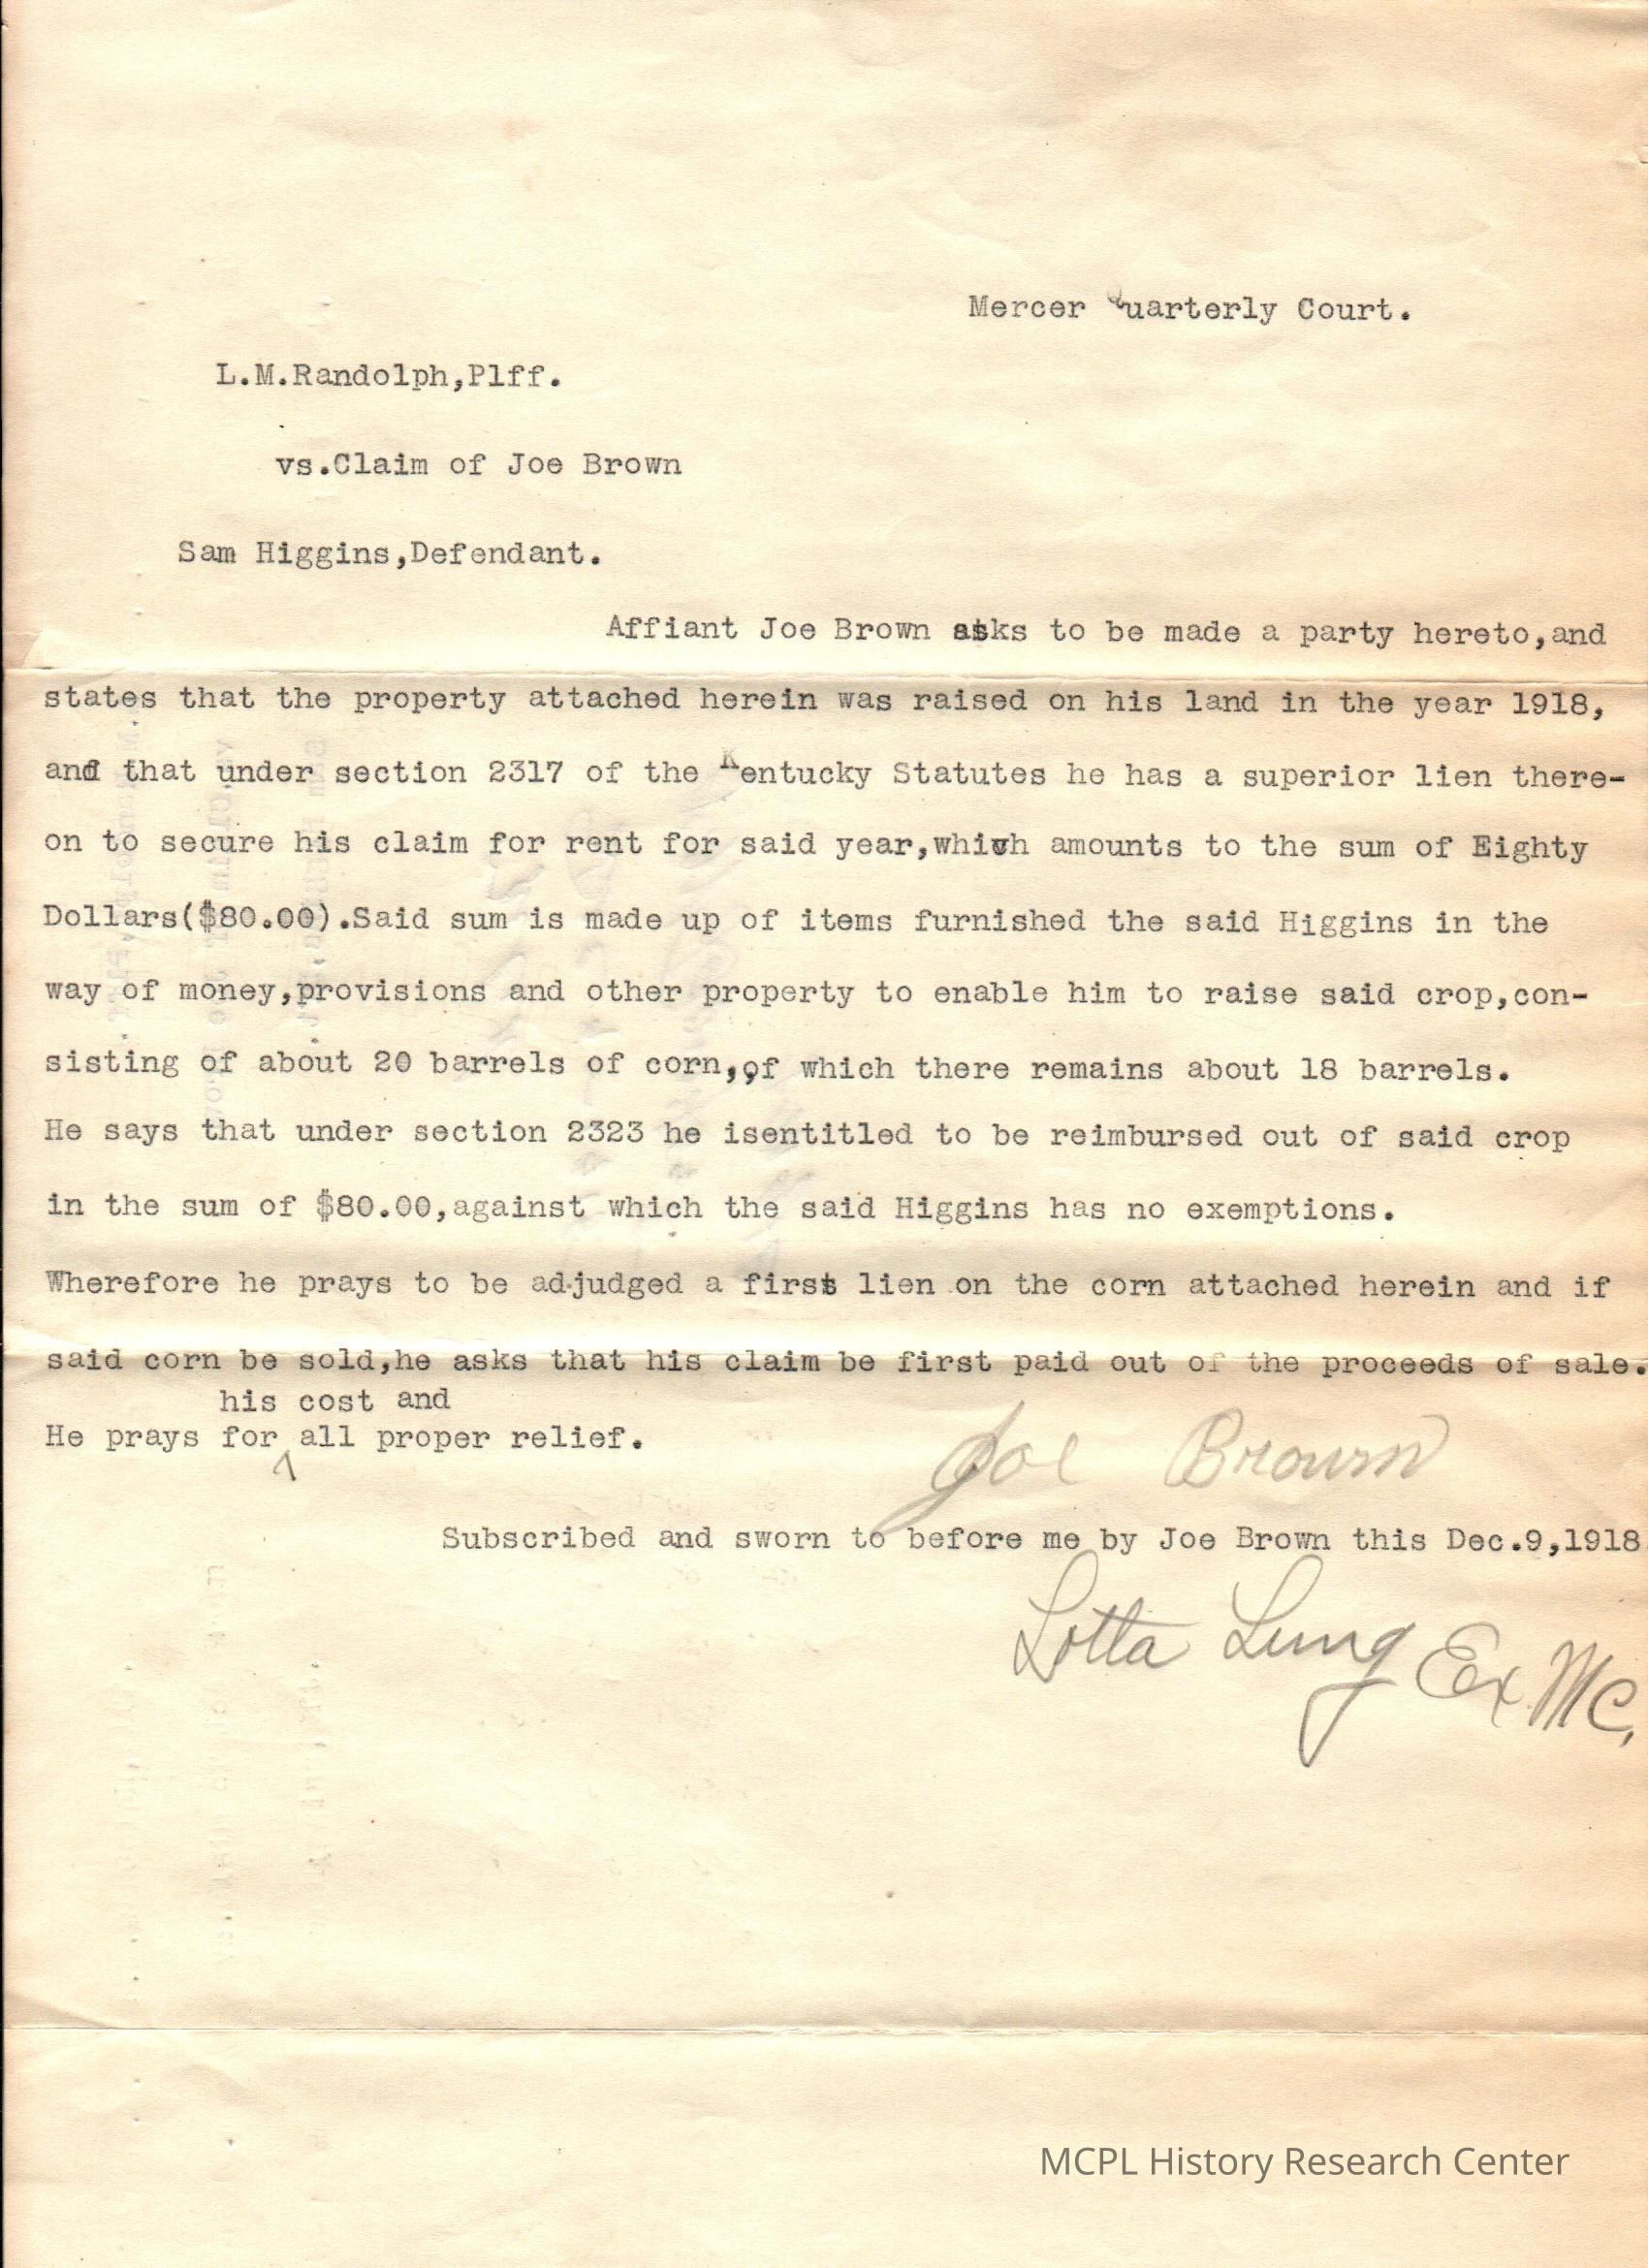 Mercer Quarterly Court.
L.M.Randolph,Plff.
vs.Claim of Joe Brown
Sam Higgins,Defendant.
Affiant Joe Brown asks to be made a party hereto,and
states that the property attached herein was raised on his land in the year 1918,
and that under section 2317 of the Kentucky Statutes he has a superior lien there-
on to secure his claim for rent for said year,which amounts to the sum of Eighty
Dollars($80.00).Said sum is made up of items furnished the said Higgins in the
way of money,provisions and other property to enable him to raise said crop,con-
sisting of about 20 barrels of corn,of which there remains about 18 barrels.
He says that under section 2323 he isentitled to be reimbursed out of said crop
in the sum of $80.00,against which the said Higgins has no exemptions.
Wherefore he prays to be adjudged a first lien on the corn attached herein and if
said corn be sold,he asks that his claim be first paid out of the proceeds of sale.
his cost and
He prays for all proper relief.
Joe Brown
Subscribed and sworn to before me by Joe Brown this Dec.9,1918
Lotta Lung Ex MC,
MCPL History Research Center